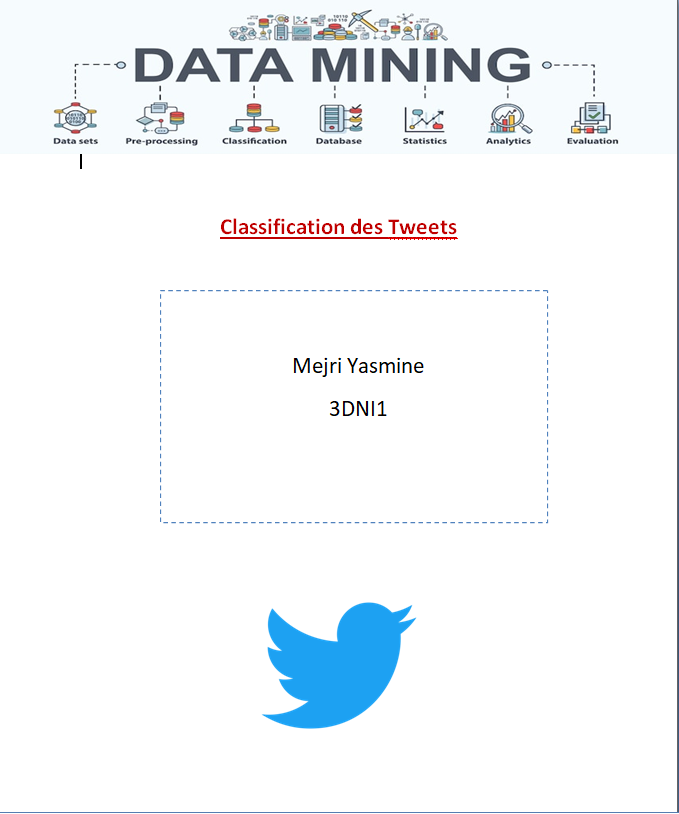 DATA MINING
Data sets
Pre-processing
Classification
Database
Statistics
Analytics
Evaluation
Classification des Tweets
Mejri Yasmine
3DNI1